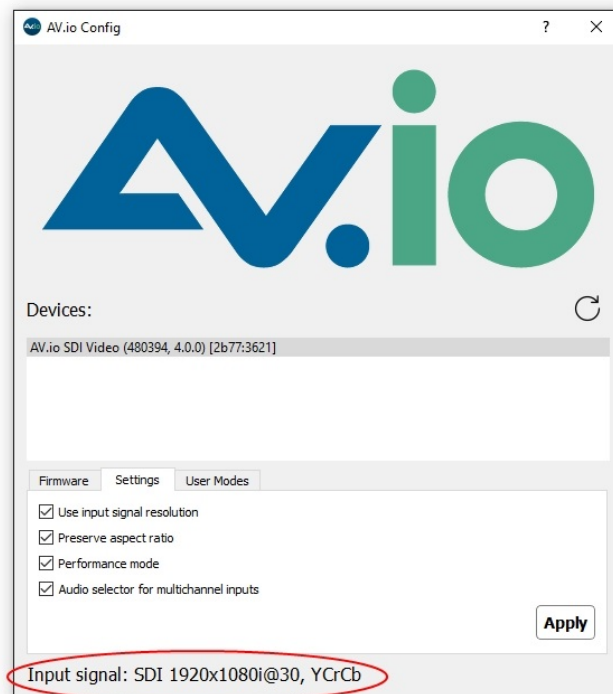 AV.io Config
?
AV.io
Devices:
AV.io SDI Video (480394, 4.0.0) [2b77:3621]
Firmware
Settings
User Modes
Use input signal resolution
Preserve aspect ratio
Performance mode
Audio selector for multichannel inputs
Apply
Input signal: SDI 1920x1080i@30, YCrCb